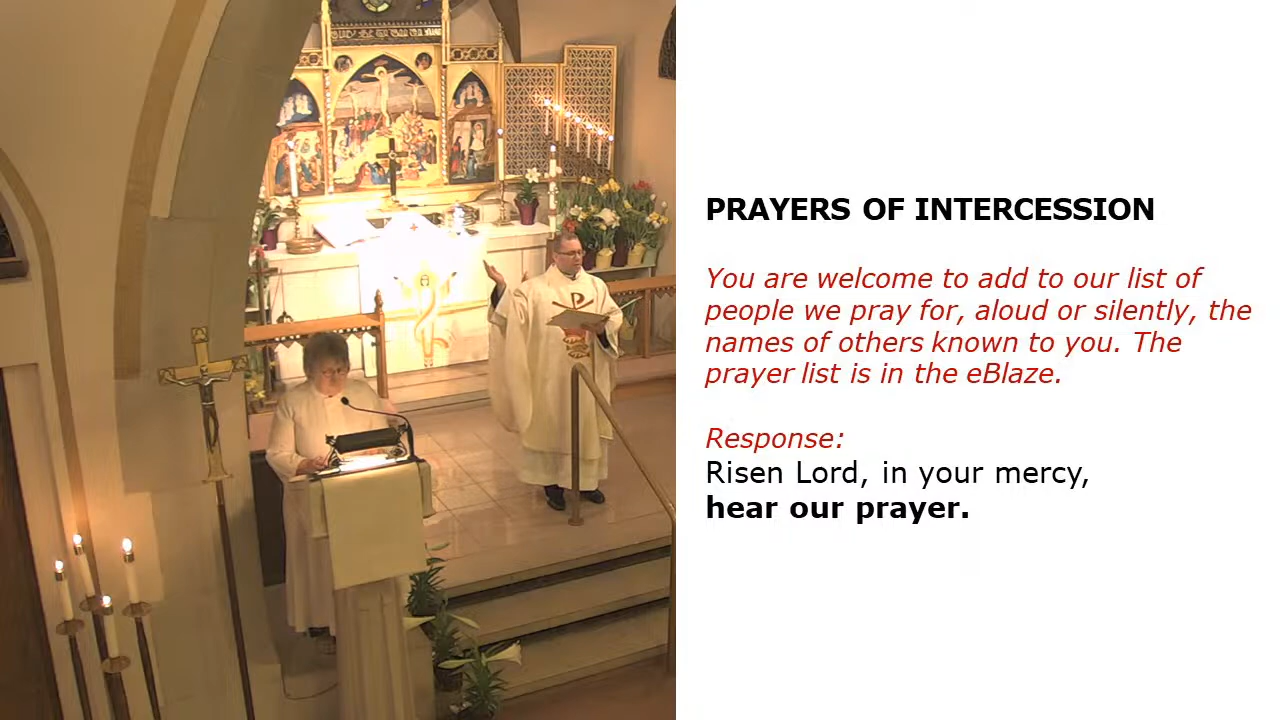 PRAYERS OF INTERCESSION
You are welcome to add to our list of
people we pray for, aloud or silently, the
names of others known to you. The
prayer list is in the eBlaze.
Response:
Risen Lord, in your mercy,
hear our prayer.